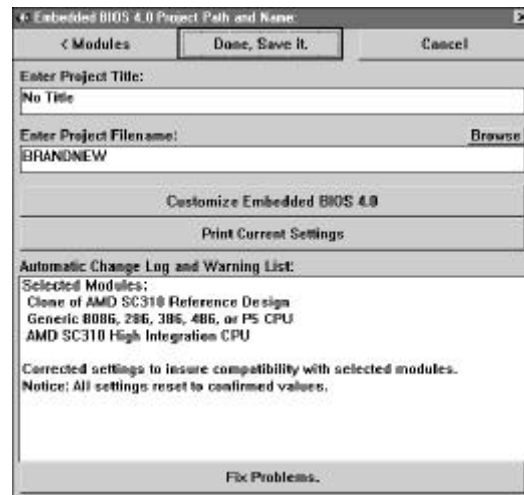 Embedded BIOS 4.0 Project Path and Name:
< Modules
Done, Save it.
Cancel
Enter Project Title:
No Title
Enter Project Filename:
Browse
BRANDNEW
Customize Embedded BIOS 4.0
Print Current Settings
Automatic Change Log and Warning List:
Selected Modules:
Clone of AMD SC310 Reference Design
Generic 8086, 286, 386, 486, or P5 CPU
AMD SC310 High Integration CPU
Corrected settings to insure compatibility with selected modules.
Notice: All settings reset to confirmed values.
Fix Problems.